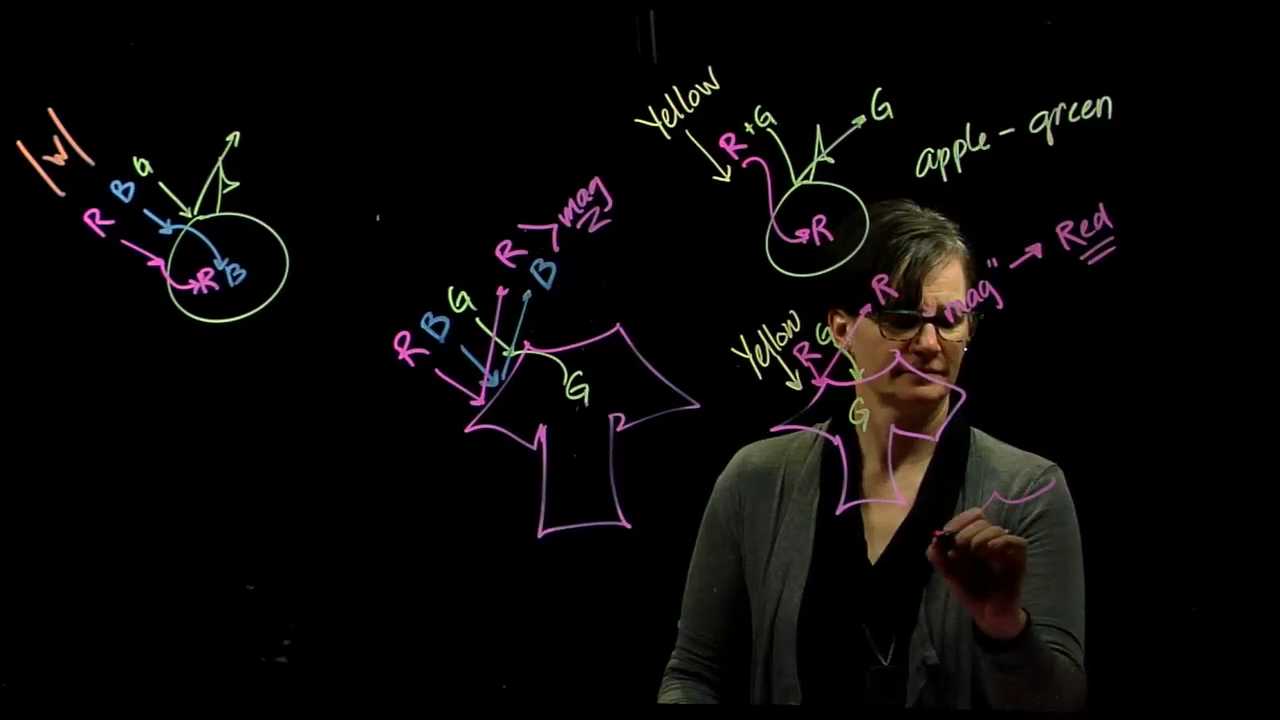 /W/
G
B
R
R B
R > mag
B
G
B
R
G
Yellow
R + G
G
R
apple - green
R
"mag" → Red
Yellow
R G
G